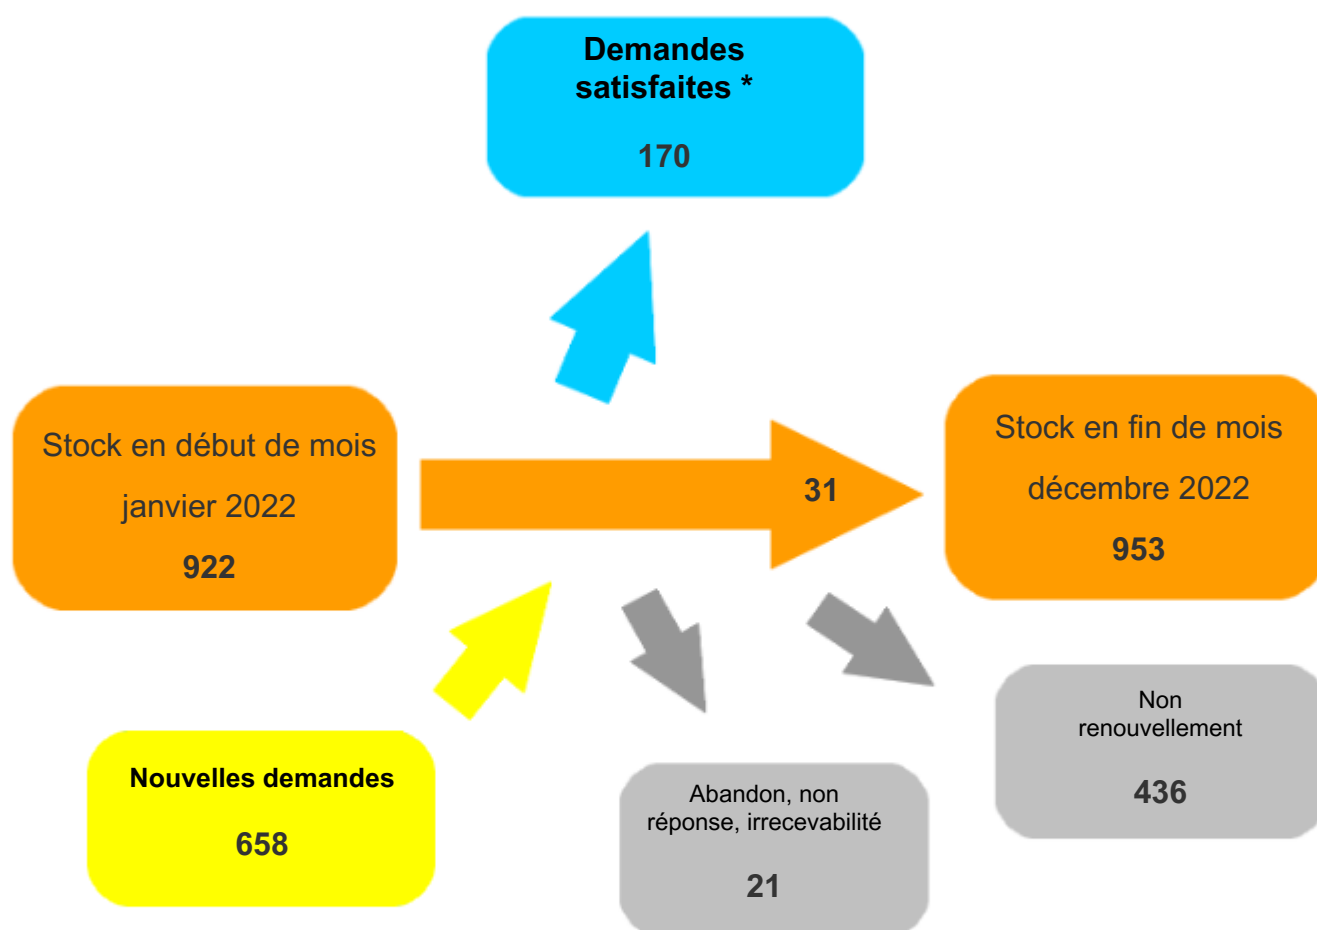 Demandes
satisfaites *
170
Stock en début de mois
janvier 2022
922
31
Stock en fin de mois
décembre 2022
953
Nouvelles demandes
658
Abandon, non
réponse, irrecevabilité
21
Non
renouvellement
436